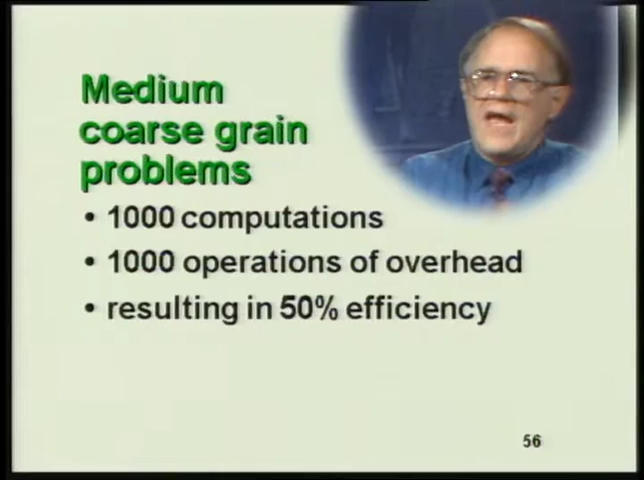 Medium
coarse grain
problems
• 1000 computations
• 1000 operations of overhead
• resulting in 50% efficiency
56